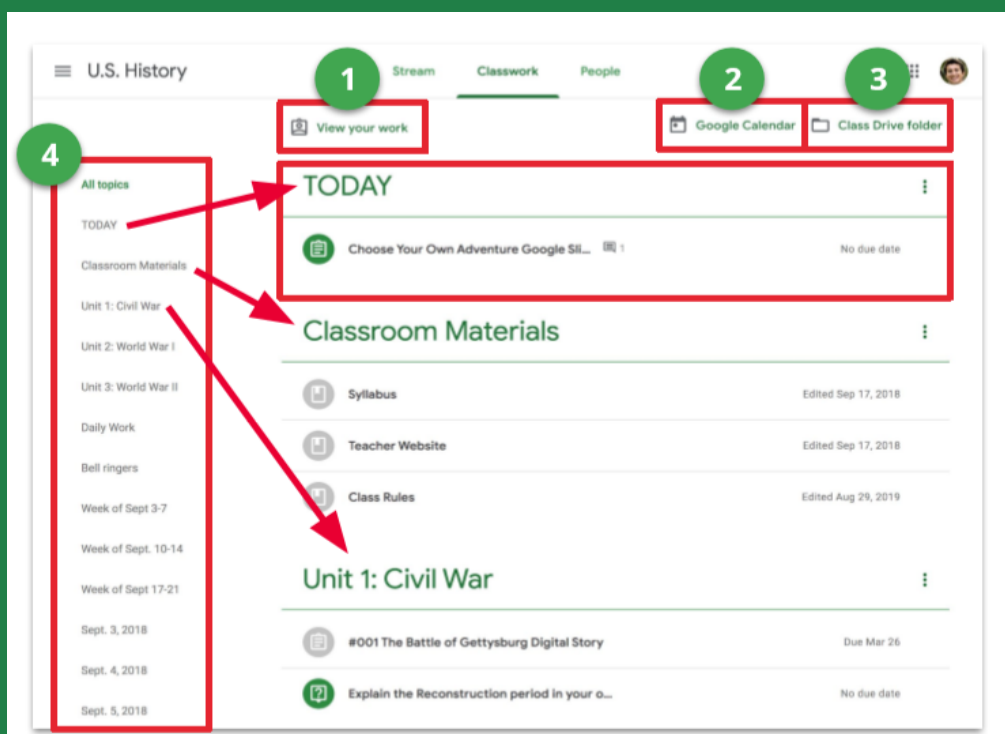 U.S. History
1
Stream
Classwork
People
2
3
View your work
Google Calendar
Class Drive folder
4
All topics
TODAY
Classroom Materials
Unit 1: Civil War
Unit 2: World War I
Unit 3: World War II
Daily Work
Bell ringers
Week of Sept 3-7
Week of Sept. 10-14
Week of Sept 17-21
Sept. 3, 2018
Sept. 4, 2018
Sept. 5, 2018
TODAY
Choose Your Own Adventure Google Sli... 1 No due date
Classroom Materials
Syllabus Edited Sep 17, 2018
Teacher Website Edited Sep 17, 2018
Class Rules Edited Aug 29, 2019
Unit 1: Civil War
#001 The Battle of Gettysburg Digital Story Due Mar 26
Explain the Reconstruction period in your o... No due date